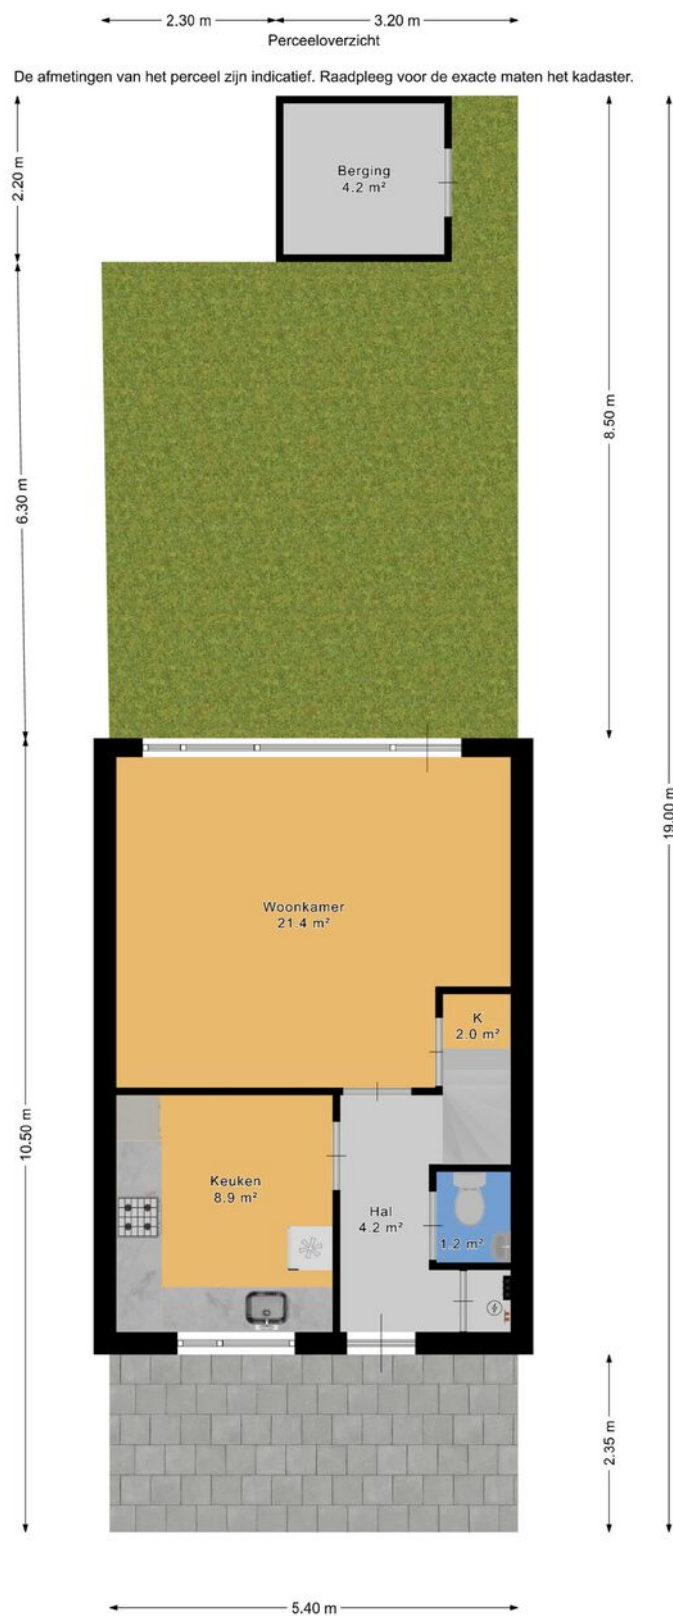 2.30 m
3.20 m
Perceeloverzicht
De afmetingen van het perceel zijn indicatief. Raadpleeg voor de exacte maten het kadaster.
2.20 m
Berging
4.2 m²
8.50 m
6.30 m
19.00 m
Woonkamer
21.4 m²
K
2.0 m²
10.50 m
Keuken
8.9 m²
Hal
4.2 m²
1.2 m²
2.35 m
5.40 m